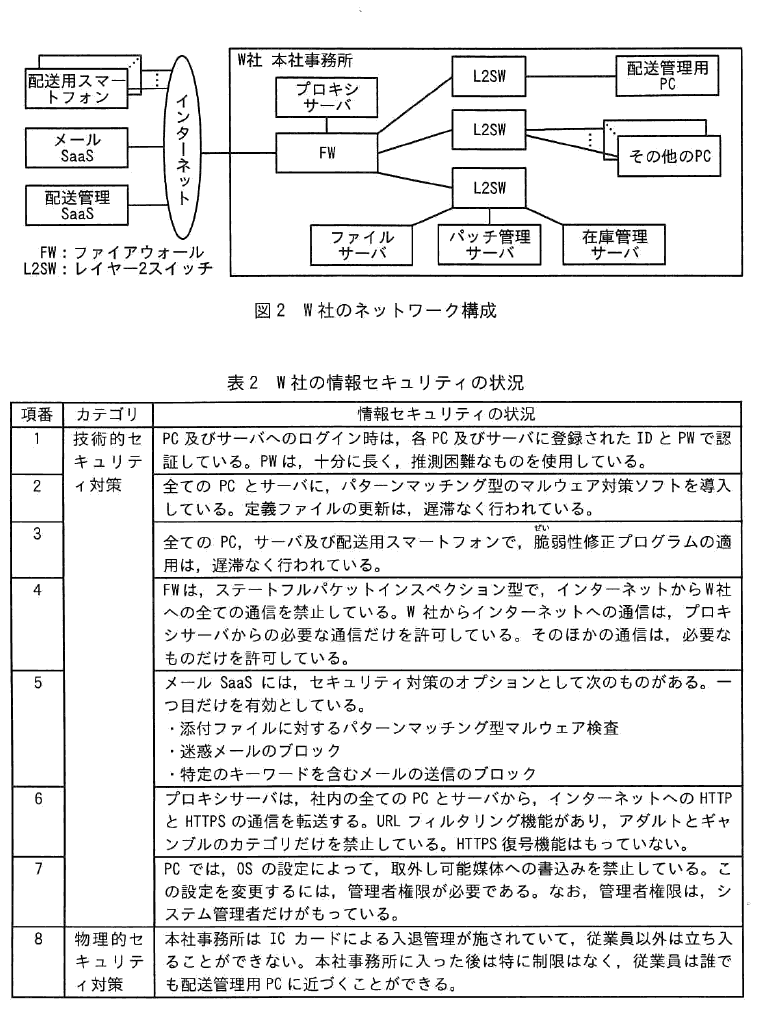 W社 本社事務所
配送用スマー
トフォン
メール
SaaS
配送管理
SaaS
インターネット
プロキシ
サーバ
FW
L2SW
L2SW
L2SW
配送管理用
PC
その他のPC
ファイル
サーバ
パッチ管理
サーバ
在庫管理
サーバ
FW：ファイアウォール
L2SW：レイヤー2スイッチ
図2 W社のネットワーク構成
表2 W社の情報セキュリティの状況
項番 カテゴリ 情報セキュリティの状況
1 技術的セキュリティ対策 PC及びサーバへのログイン時は，各PC及びサーバに登録されたIDとPWで認
証している。PWは，十分に長く，推測困難なものを使用している。
2 全てのPCとサーバに，パターンマッチング型のマルウェア対策ソフトを導入
している。定義ファイルの更新は，遅滞なく行われている。
3 全てのPC，サーバ及び配送用スマートフォンで，脆(ぜい)弱性修正プログラムの適
用は，遅滞なく行われている。
4 FWは，ステートフルパケットインスペクション型で，インターネットからW社
への全ての通信を禁止している。W社からインターネットへの通信は，プロキ
シサーバからの必要な通信だけを許可している。そのほかの通信は，必要な
ものだけを許可している。
5 メールSaaSには，セキュリティ対策のオプションとして次のものがある。一
つ目だけを有効としている。
・添付ファイルに対するパターンマッチング型マルウェア検査
・迷惑メールのブロック
・特定のキーワードを含むメールの送信のブロック
6 プロキシサーバは，社内の全てのPCとサーバから，インターネットへのHTTP
とHTTPSの通信を転送する。URLフィルタリング機能があり，アダルトとギャ
ンブルのカテゴリだけを禁止している。HTTPS復号機能はもっていない。
7 PCでは，OSの設定によって，取外し可能媒体への書込みを禁止している。こ
の設定を変更するには，管理者権限が必要である。なお，管理者権限は，シ
ステム管理者だけがもっている。
8 物理的セキュリティ対策 本社事務所はICカードによる入退管理が施されていて，従業員以外は立ち入
ることができない。本社事務所に入った後は特に制限はなく，従業員は誰で
も配送管理用PCに近づくことができる。